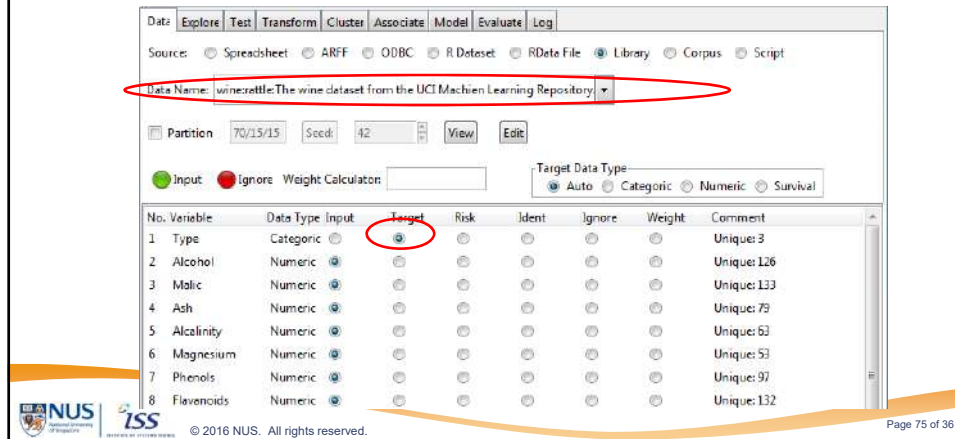 Data Explore Test Transform Cluster Associate Model Evaluate Log
Source: Spreadsheet ARFF ODBC R Dataset RData File Library Corpus Script
Data Name: wine:rattle:The wine dataset from the UCI Machien Learning Repository.
Partition 70/15/15 Seed: 42 View Edit
Target Data Type
Input Ignore Weight Calculator: Auto Categoric Numeric Survival
No. Variable Data Type Input Target Risk Ident Ignore Weight Comment
1 Type Categoric Unique: 3
2 Alcohol Numeric Unique: 126
3 Malic Numeric Unique: 133
4 Ash Numeric Unique: 79
5 Alcalinity Numeric Unique: 63
6 Magnesium Numeric Unique: 53
7 Phenols Numeric Unique: 97
8 Flavanoids Numeric Unique: 132
NUS
National University
of Singapore
ISS
© 2016 NUS. All rights reserved.
Page 75 of 36